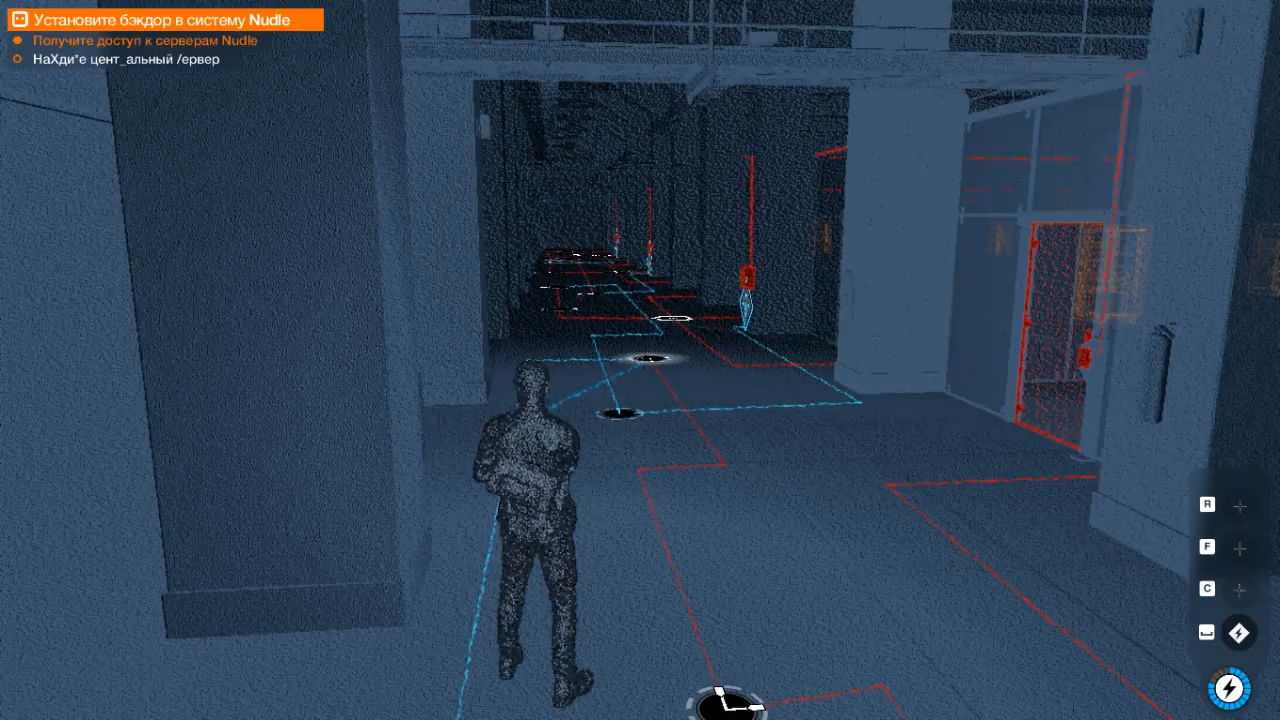 Установите бэкдор в систему Nudle
Получите доступ к серверам Nudle
НаХди*е цент_альный /ервер
R
F
C